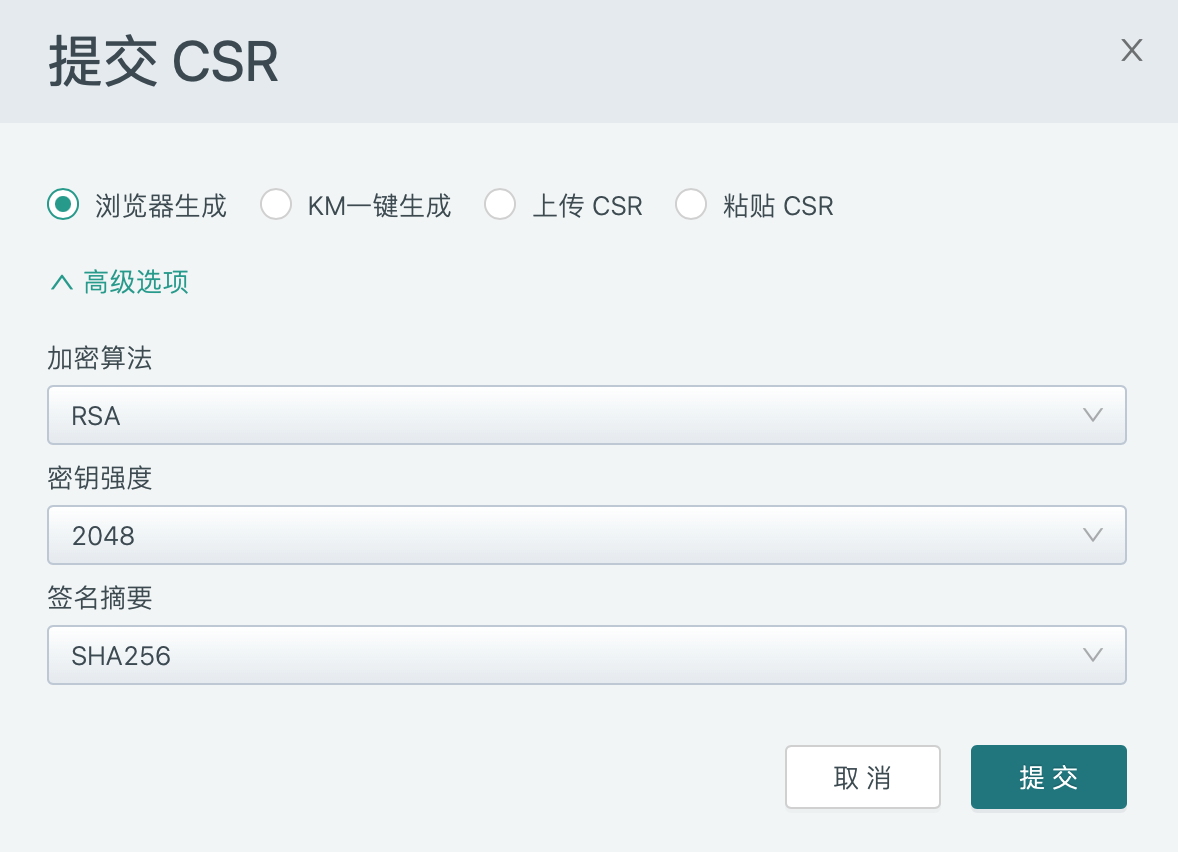 提交 CSR
X
浏览器生成 KM一键生成 上传 CSR 粘贴 CSR
高级选项
加密算法
RSA
密钥强度
2048
签名摘要
SHA256
取 消 提 交